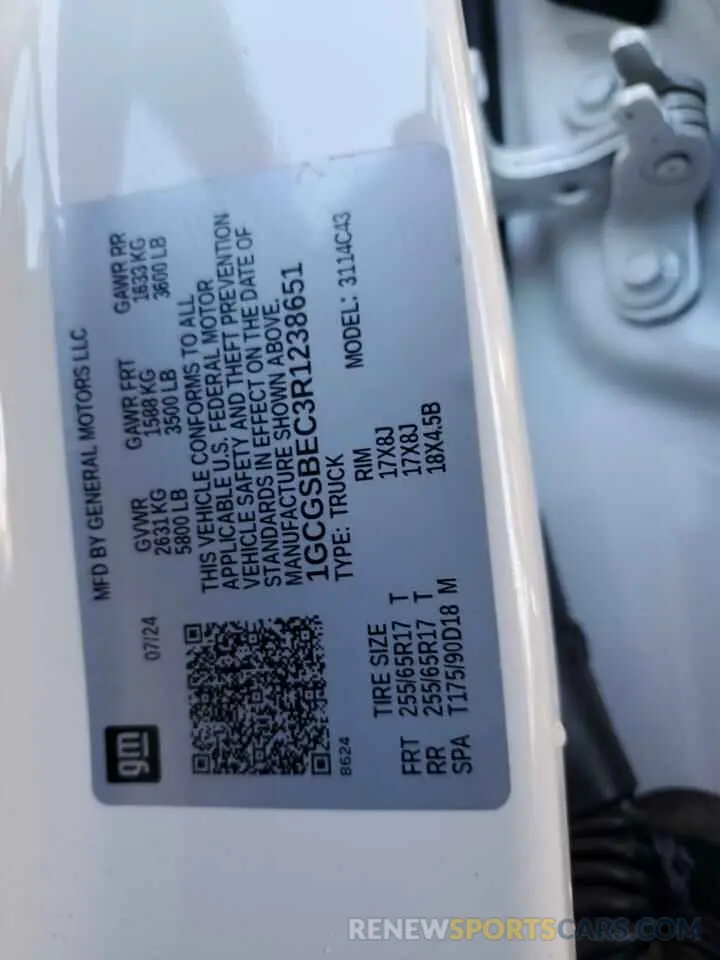 gm
MFD BY GENERAL MOTORS LLC
07/24
GVWR GAWR FRT GAWR RR
2631 KG 1588 KG 1633 KG
5800 LB 3500 LB 3600 LB
THIS VEHICLE CONFORMS TO ALL
APPLICABLE U.S. FEDERAL MOTOR
VEHICLE SAFETY AND THEFT PREVENTION
STANDARDS IN EFFECT ON THE DATE OF
MANUFACTURE SHOWN ABOVE.
1GCGSBEC3R1238651
TYPE: TRUCK MODEL: 3114C43
8624
TIRE SIZE RIM
FRT 255/65R17 T 17X8J
RR 255/65R17 T 17X8J
SPA T175/90D18 M 18X4.5B
RENEWSPORTSCARS.COM